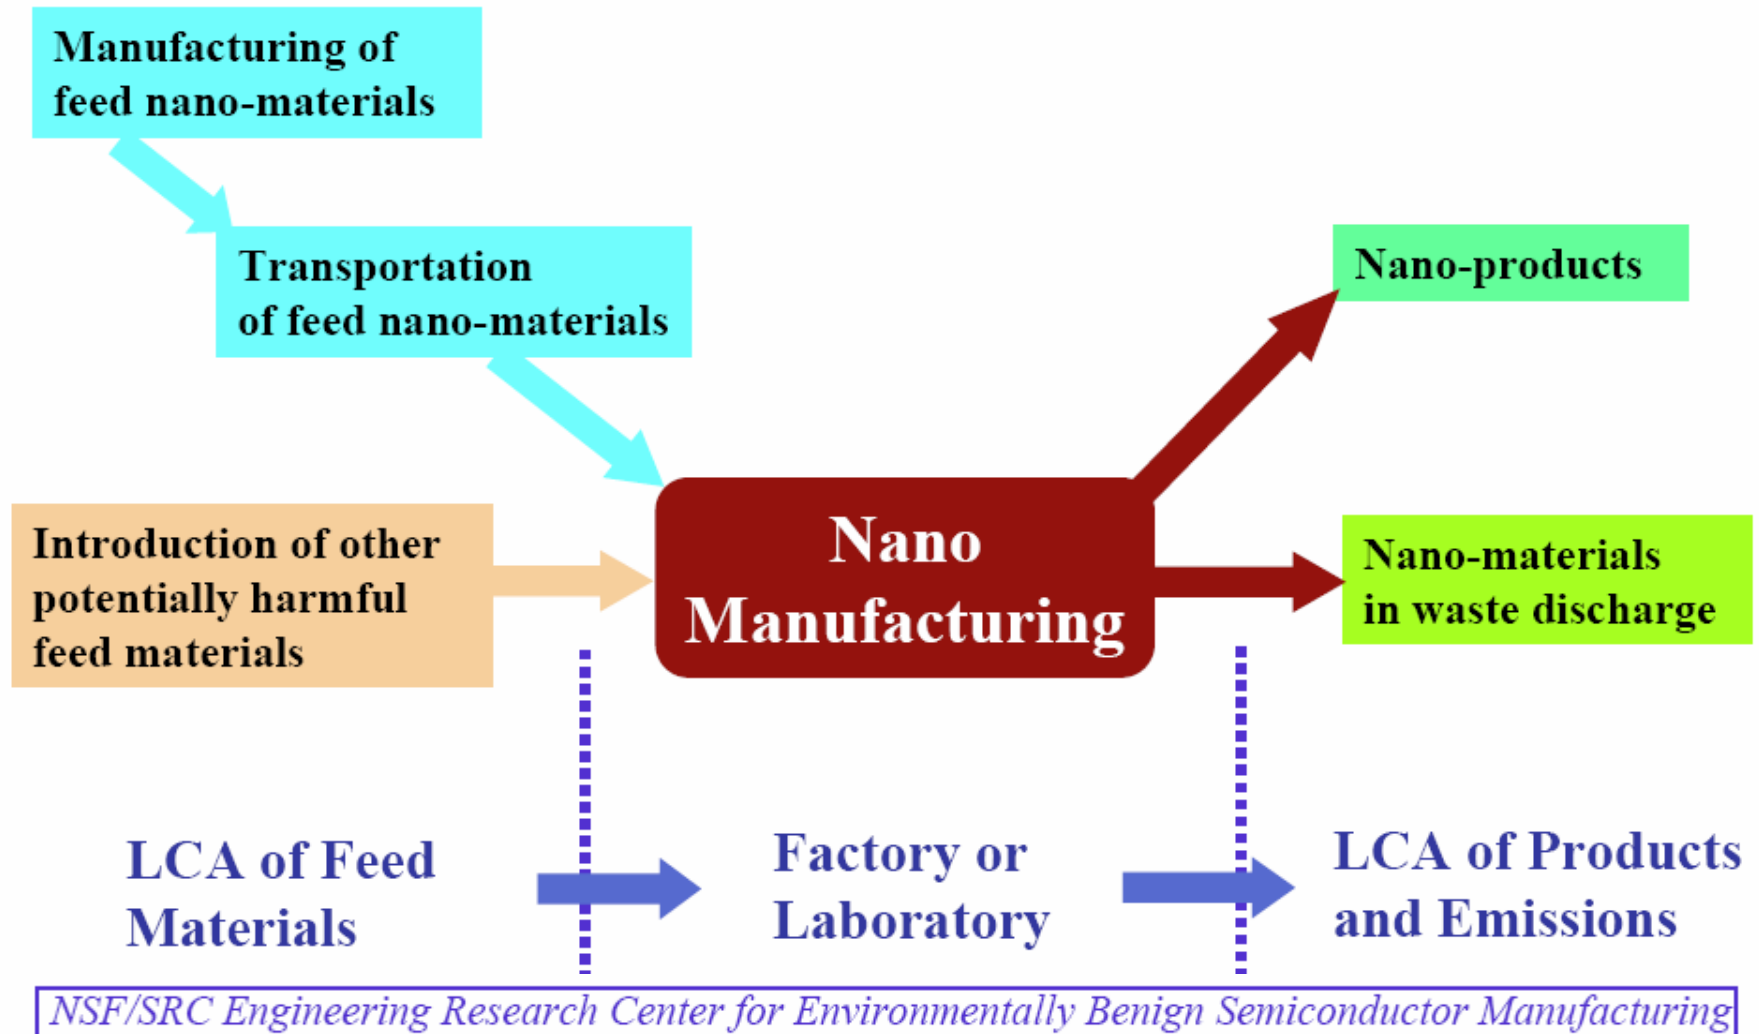 Manufacturing of
feed nano-materials
Transportation
of feed nano-materials
Nano-products
Introduction of other
potentially harmful
feed materials
Nano
Manufacturing
Nano-materials
in waste discharge
LCA of Feed
Materials
Factory or
Laboratory
LCA of Products
and Emissions
NSF/SRC Engineering Research Center for Environmentally Benign Semiconductor Manufacturing